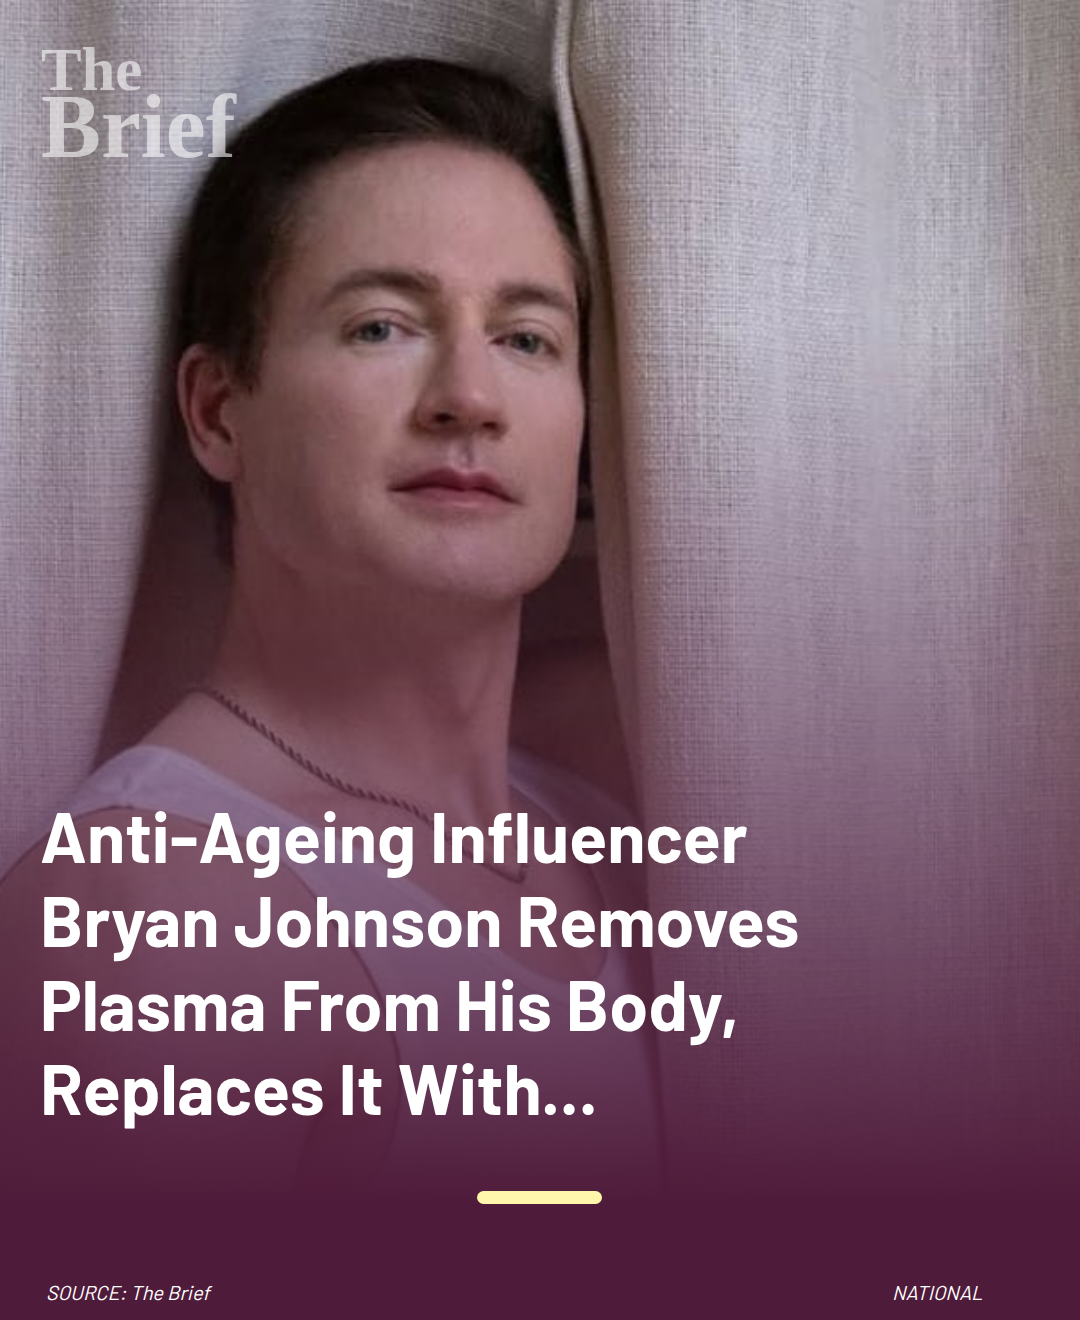 The
Brief
Anti-Ageing Influencer
Bryan Johnson Removes
Plasma From His Body,
Replaces It With...
SOURCE: The Brief
NATIONAL